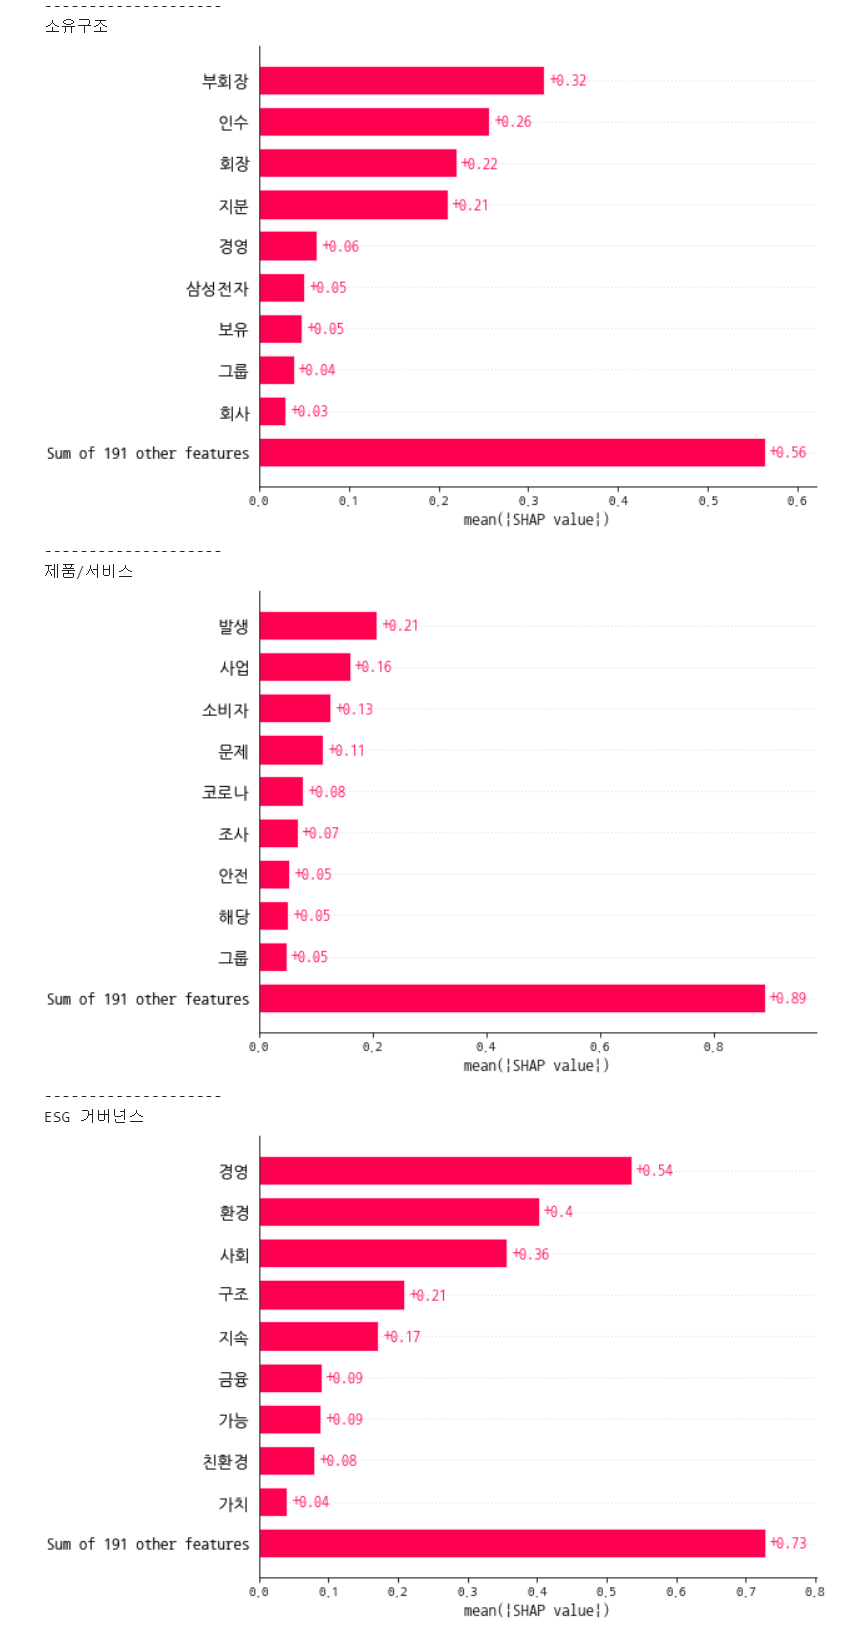 --------------------
소유구조
부회장 +0.32
인수 +0.26
회장 +0.22
지분 +0.21
경영 +0.06
삼성전자 +0.05
보유 +0.05
그룹 +0.04
회사 +0.03
Sum of 191 other features +0.56
0.0 0.1 0.2 0.3 0.4 0.5 0.6
mean(|SHAP value|)
--------------------
제품/서비스
발생 +0.21
사업 +0.16
소비자 +0.13
문제 +0.11
코로나 +0.08
조사 +0.07
안전 +0.05
해당 +0.05
그룹 +0.05
Sum of 191 other features +0.89
0.0 0.2 0.4 0.6 0.8
mean(|SHAP value|)
--------------------
ESG 거버넌스
경영 +0.54
환경 +0.4
사회 +0.36
구조 +0.21
지속 +0.17
금융 +0.09
가능 +0.09
친환경 +0.08
가치 +0.04
Sum of 191 other features +0.73
0.0 0.1 0.2 0.3 0.4 0.5 0.6 0.7 0.8
mean(|SHAP value|)